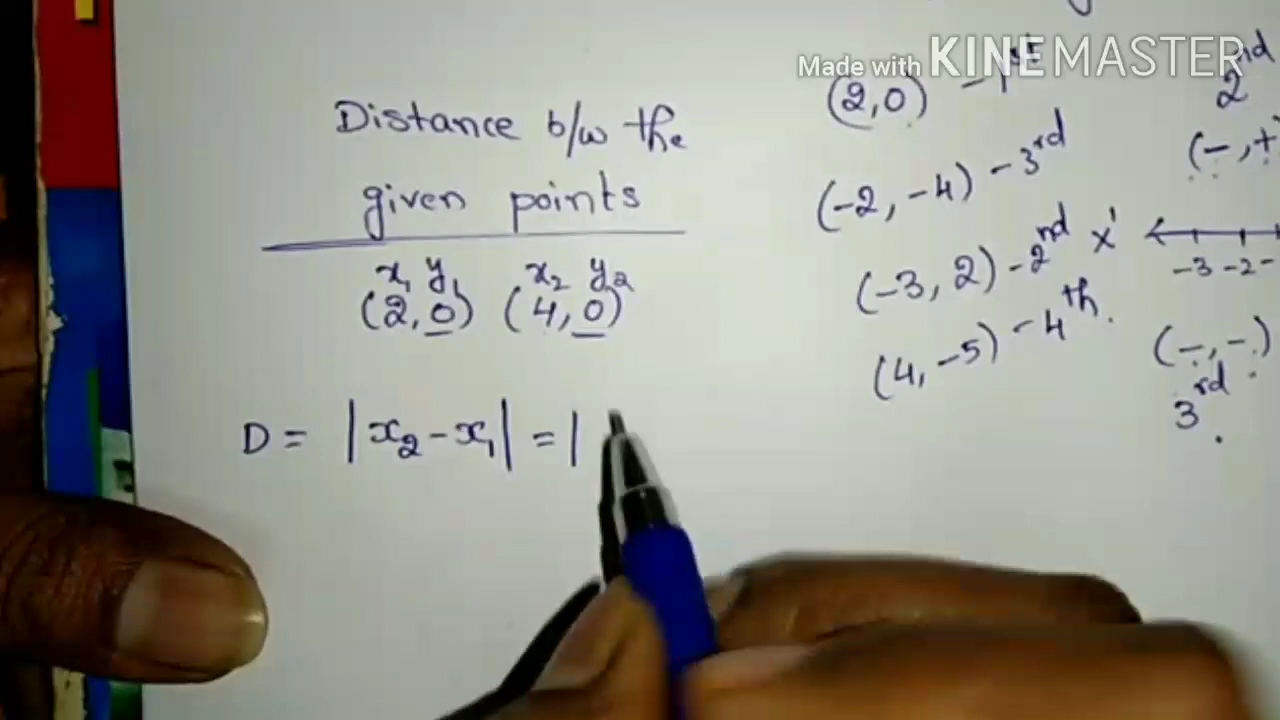 Made with KINEMASTER
Distance b/w the
given points
x₁ y₁ x₂ y₂
(2,0) (4,0)
D = |x₂-x₁| = |
(2,0) - 1st
(-2,-4) - 3rd
(-3,2) - 2nd
(4,-5) - 4th.
2nd
(-,+
x'
-3 -2 -
(-,-)
3rd